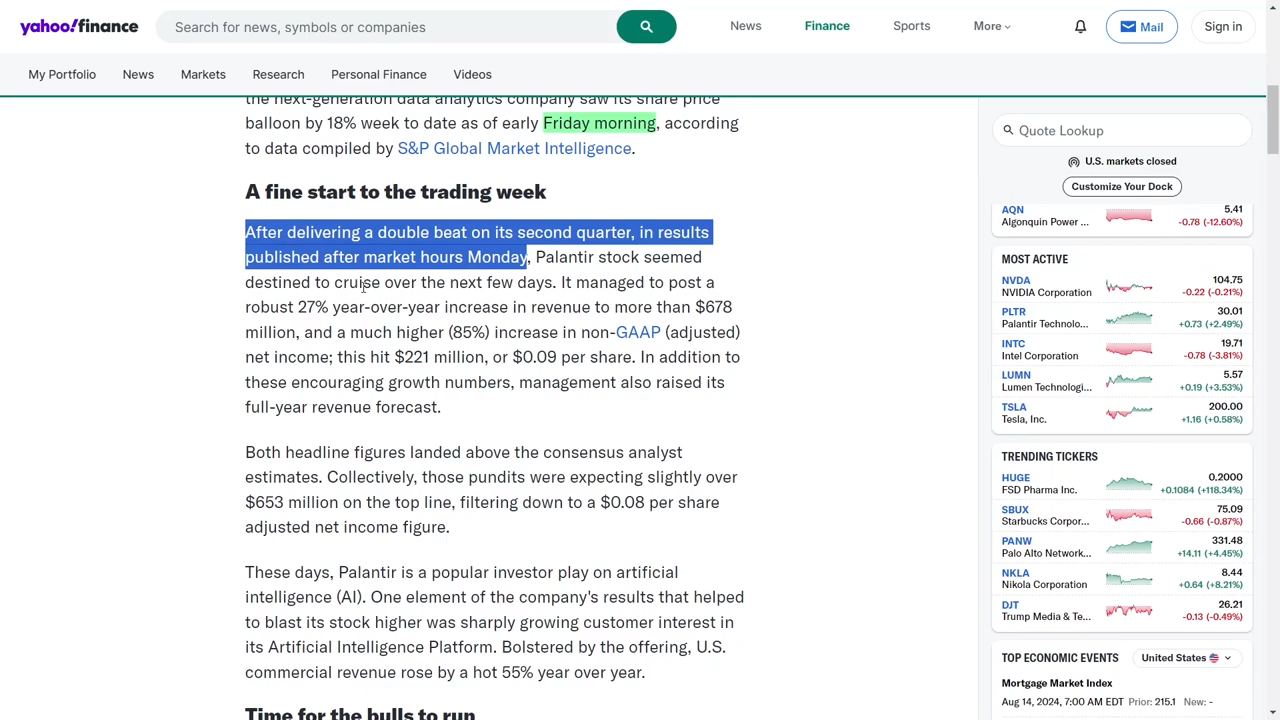 yahoo!finance
Search for news, symbols or companies
News
Finance
Sports
More
Mail
Sign in
My Portfolio
News
Markets
Research
Personal Finance
Videos
the next-generation data analytics company saw its share price
balloon by 18% week to date as of early Friday morning, according
to data compiled by S&P Global Market Intelligence.
A fine start to the trading week
After delivering a double beat on its second quarter, in results
published after market hours Monday, Palantir stock seemed
destined to cruise over the next few days. It managed to post a
robust 27% year-over-year increase in revenue to more than $678
million, and a much higher (85%) increase in non-GAAP (adjusted)
net income; this hit $221 million, or $0.09 per share. In addition to
these encouraging growth numbers, management also raised its
full-year revenue forecast.
Both headline figures landed above the consensus analyst
estimates. Collectively, those pundits were expecting slightly over
$653 million on the top line, filtering down to a $0.08 per share
adjusted net income figure.
These days, Palantir is a popular investor play on artificial
intelligence (AI). One element of the company's results that helped
to blast its stock higher was sharply growing customer interest in
its Artificial Intelligence Platform. Bolstered by the offering, U.S.
commercial revenue rose by a hot 55% year over year.
Time for the bulls to run
Quote Lookup
U.S. markets closed
Customize Your Dock
AQN 5.41
Algonquin Power ... -0.78 (-12.60%)
MOST ACTIVE
NVDA 104.75
NVIDIA Corporation -0.22 (-0.21%)
PLTR 30.01
Palantir Technolo... +0.73 (+2.49%)
INTC 19.71
Intel Corporation -0.78 (-3.81%)
LUMN 5.57
Lumen Technologi... +0.19 (+3.53%)
TSLA 200.00
Tesla, Inc. +1.16 (+0.58%)
TRENDING TICKERS
HUGE 0.2000
FSD Pharma Inc. +0.1084 (+118.34%)
SBUX 75.09
Starbucks Corpor... -0.66 (-0.87%)
PANW 331.48
Palo Alto Network... +14.11 (+4.45%)
NKLA 8.44
Nikola Corporation +0.64 (+8.21%)
DJT 26.21
Trump Media & Te... -0.13 (-0.49%)
TOP ECONOMIC EVENTS United States
Mortgage Market Index
Aug 14, 2024, 7:00 AM EDT Prior: 215.1 New: -